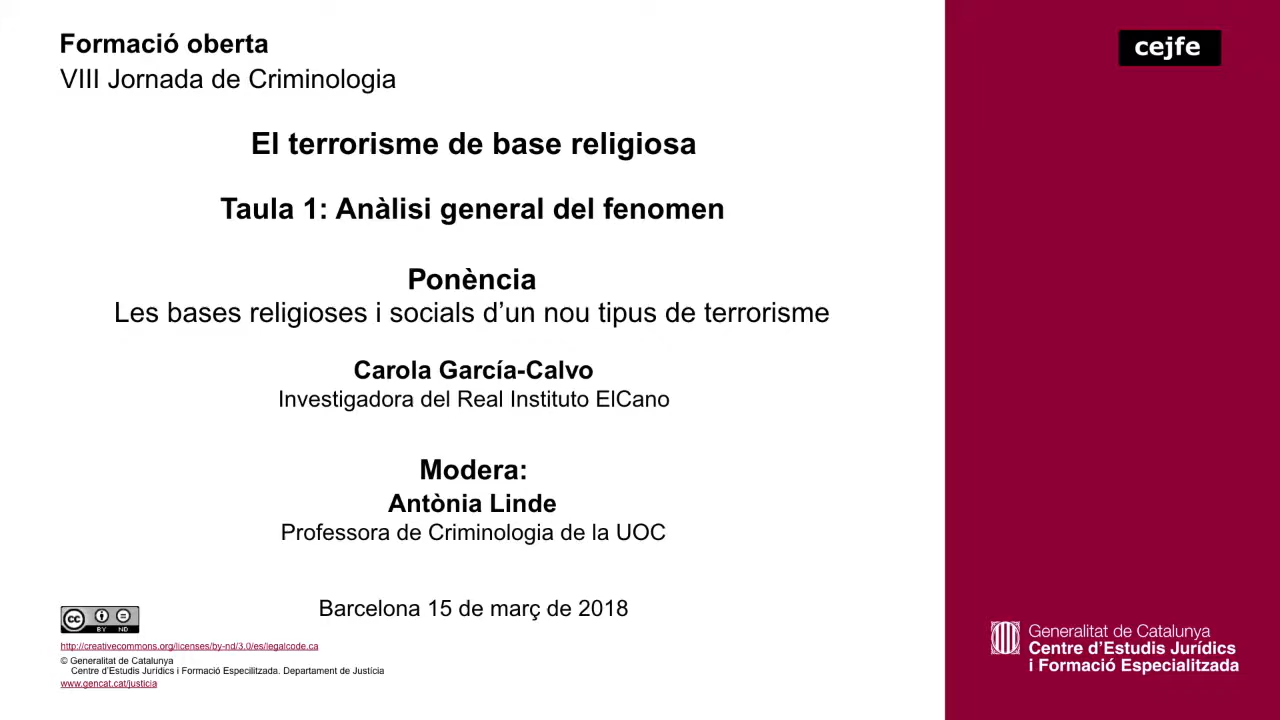 Formació oberta
VIII Jornada de Criminologia
cejfe
El terrorisme de base religiosa
Taula 1: Anàlisi general del fenomen
Ponència
Les bases religioses i socials d’un nou tipus de terrorisme
Carola García-Calvo
Investigadora del Real Instituto ElCano
Modera:
Antònia Linde
Professora de Criminologia de la UOC
Barcelona 15 de març de 2018
cc BY ND
http://creativecommons.org/licenses/by-nd/3.0/es/legalcode.ca
© Generalitat de Catalunya
Centre d’Estudis Jurídics i Formació Especilitzada. Departament de Justícia
www.gencat.cat/justicia
Generalitat de Catalunya
Centre d’Estudis Jurídics
i Formació Especialitzada